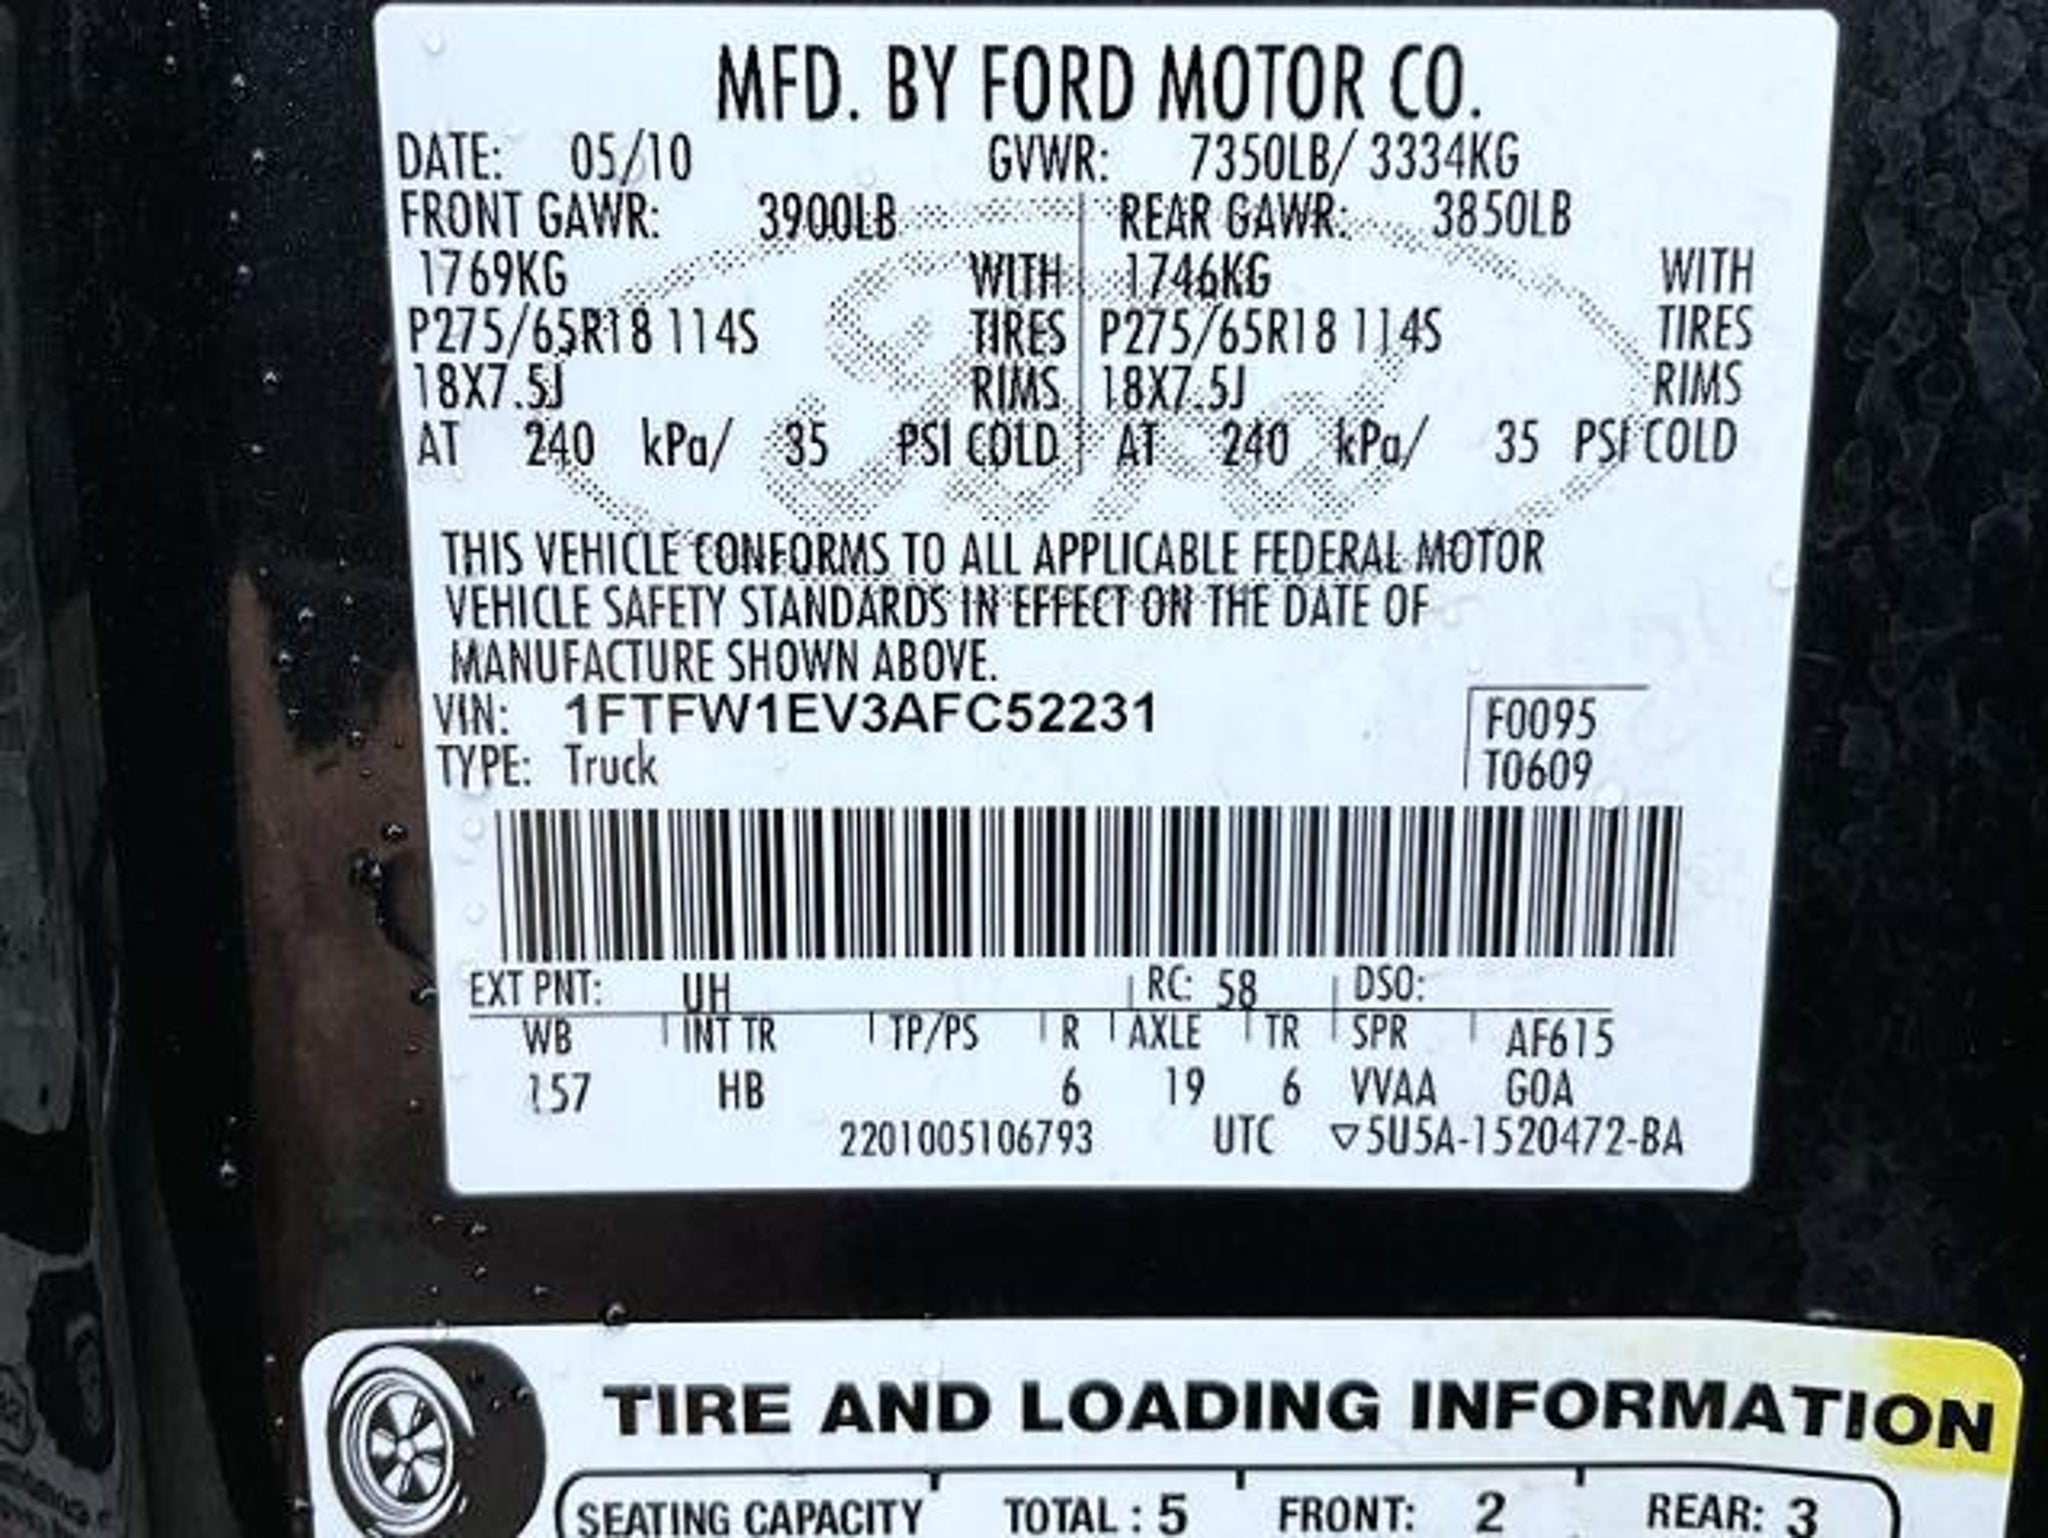 MFD. BY FORD MOTOR CO.
DATE: 05/10 GVWR: 7350LB/ 3334KG
FRONT GAWR: 3900LB REAR GAWR: 3850LB
1769KG WITH 1746KG WITH
P275/65R18 114S TIRES P275/65R18 114S TIRES
18X7.5J RIMS 18X7.5J RIMS
AT 240 kPa/ 35 PSI COLD AT 240 kPa/ 35 PSI COLD
Ford
THIS VEHICLE CONFORMS TO ALL APPLICABLE FEDERAL MOTOR
VEHICLE SAFETY STANDARDS IN EFFECT ON THE DATE OF
MANUFACTURE SHOWN ABOVE.
VIN: 1FTFW1EV3AFC52231 F0095
TYPE: Truck T0609
EXT PNT: UH RC: 58 DSO:
WB INT TR TP/PS R AXLE TR SPR AF615
157 HB 6 19 6 VVAA GOA
2201005106793 UTC ▽5U5A-1520472-BA
TIRE AND LOADING INFORMATION
SEATING CAPACITY TOTAL : 5 FRONT: 2 REAR: 3